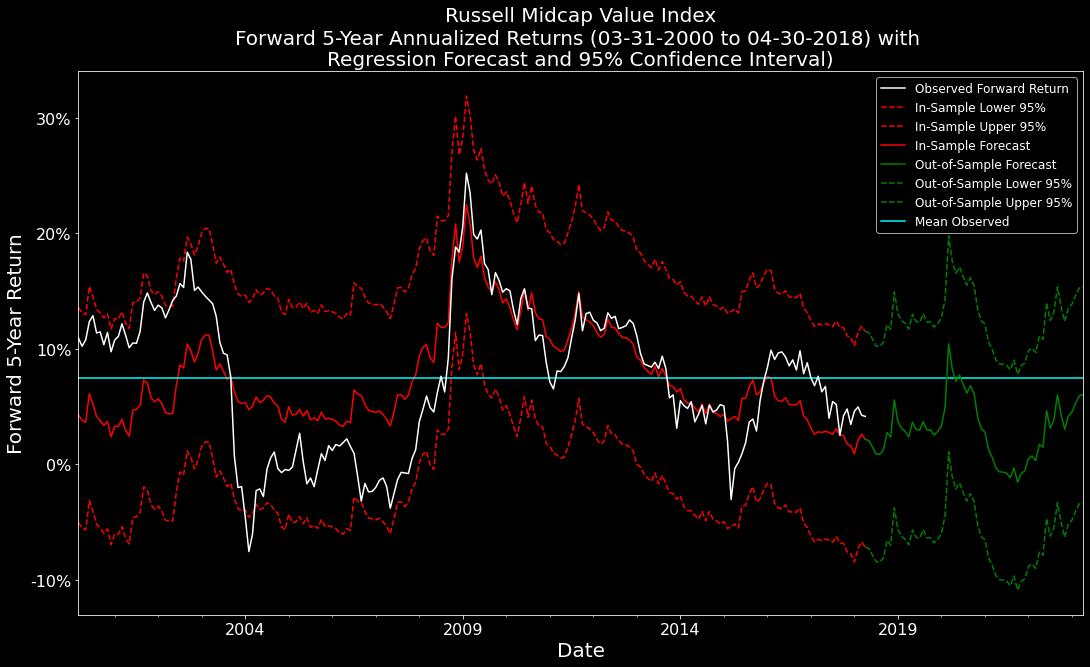 Russell Midcap Value Index
Forward 5-Year Annualized Returns (03-31-2000 to 04-30-2018) with
Regression Forecast and 95% Confidence Interval)
Observed Forward Return
In-Sample Lower 95%
In-Sample Upper 95%
In-Sample Forecast
Out-of-Sample Forecast
Out-of-Sample Lower 95%
Out-of-Sample Upper 95%
Mean Observed
Forward 5-Year Return
30%
20%
10%
0%
-10%
2004
2009
2014
2019
Date